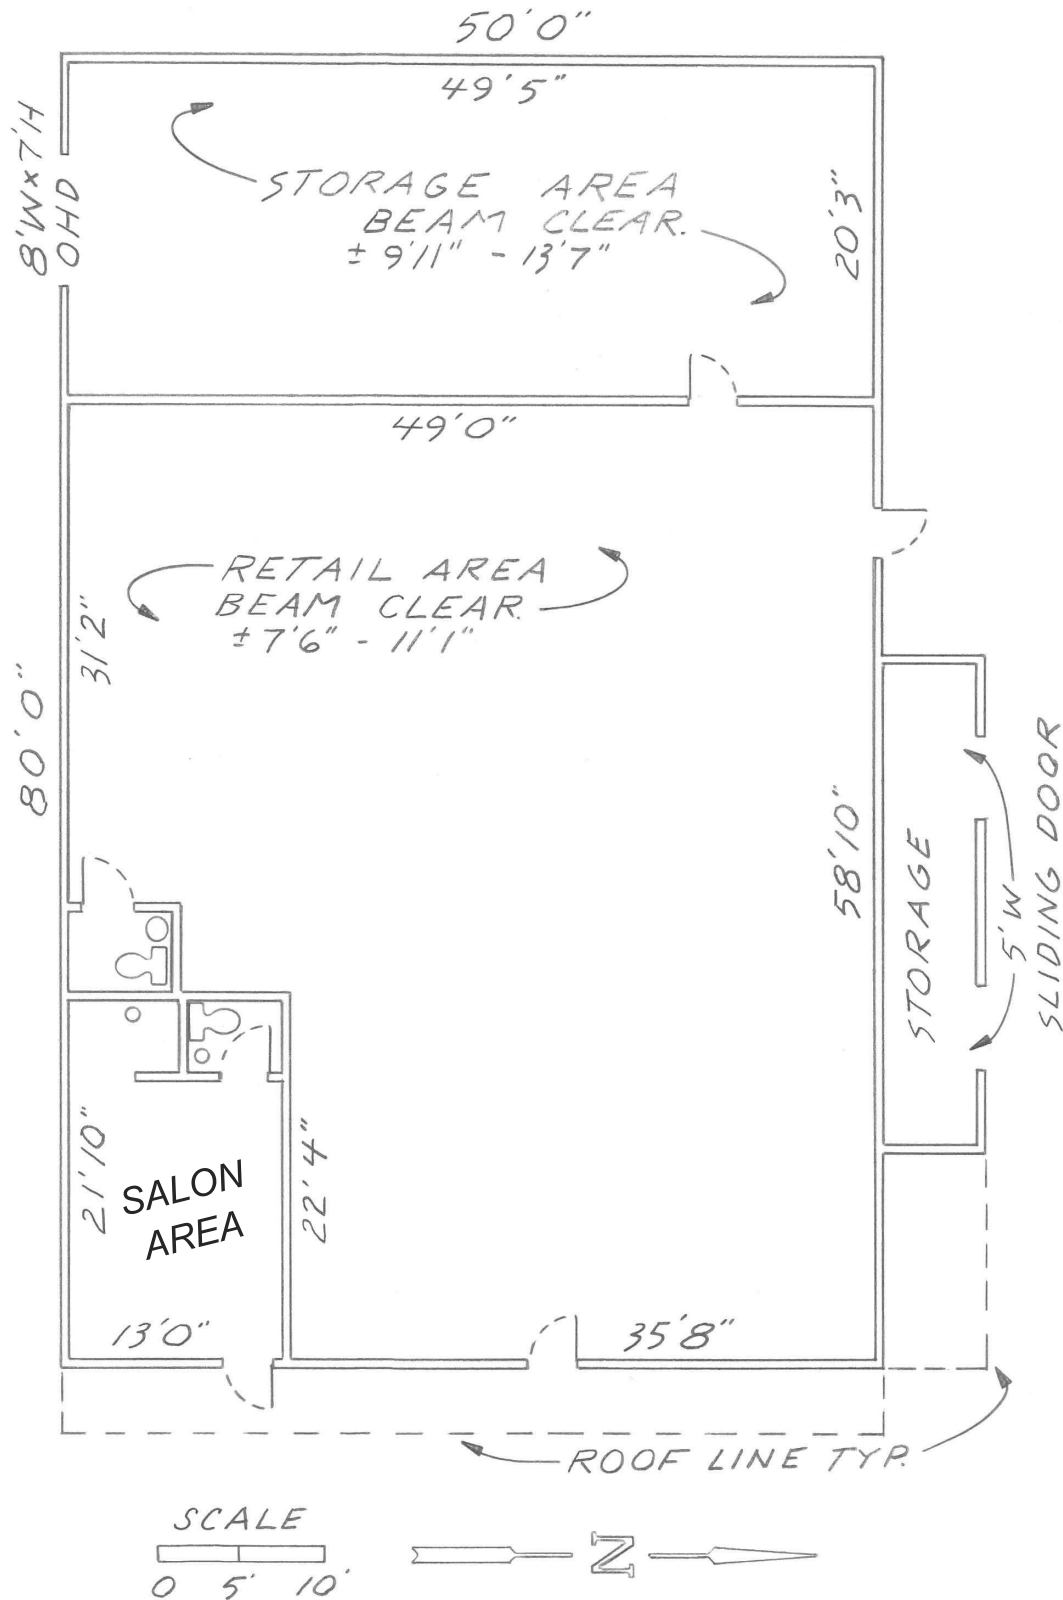 50'0"
49'5"
8'W x 7'H
OHD
STORAGE AREA
BEAM CLEAR.
± 9'11" - 13'7"
20'3"
49'0"
RETAIL AREA
BEAM CLEAR.
± 7'6" - 11'1"
31'2"
80'0"
58'10"
STORAGE
5'W
SLIDING DOOR
21'10"
SALON
AREA
22'4"
13'0"
35'8"
ROOF LINE TYP.
SCALE
0 5' 10'
N